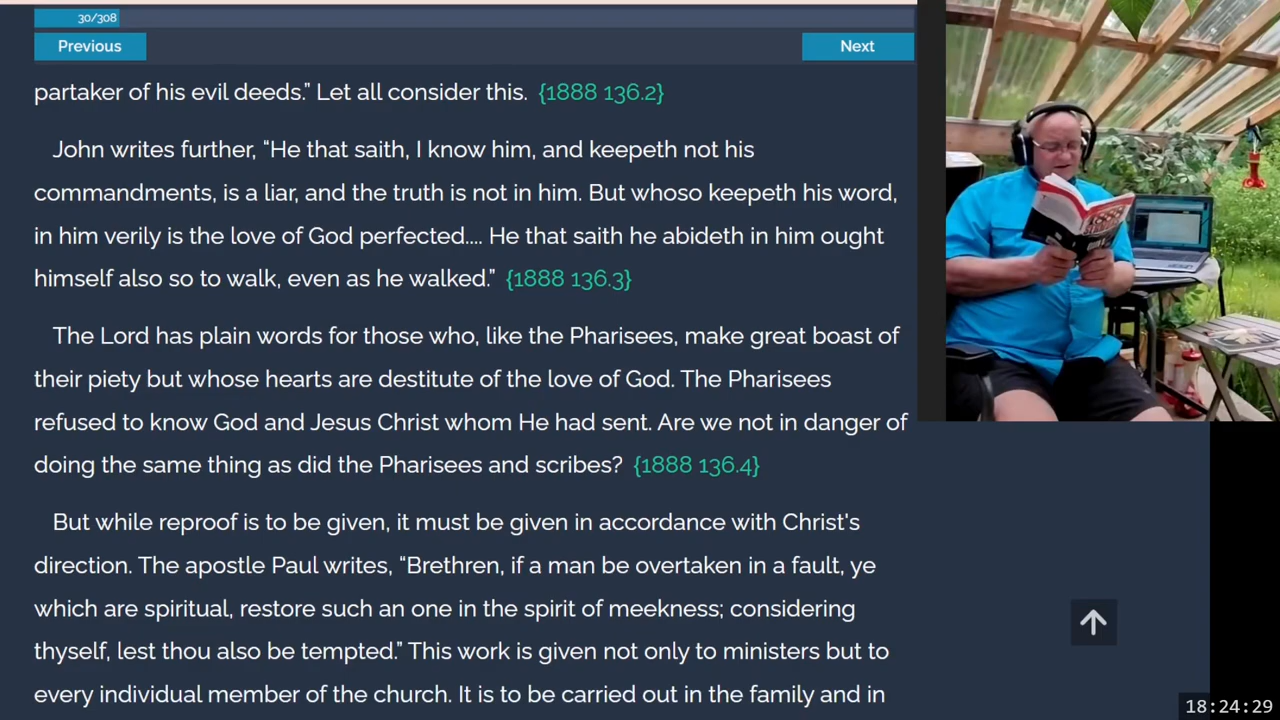 30/308
Previous
Next
partaker of his evil deeds.” Let all consider this. {1888 136.2}
John writes further, “He that saith, I know him, and keepeth not his
commandments, is a liar, and the truth is not in him. But whoso keepeth his word,
in him verily is the love of God perfected.... He that saith he abideth in him ought
himself also so to walk, even as he walked.” {1888 136.3}
The Lord has plain words for those who, like the Pharisees, make great boast of
their piety but whose hearts are destitute of the love of God. The Pharisees
refused to know God and Jesus Christ whom He had sent. Are we not in danger of
doing the same thing as did the Pharisees and scribes? {1888 136.4}
But while reproof is to be given, it must be given in accordance with Christ's
direction. The apostle Paul writes, “Brethren, if a man be overtaken in a fault, ye
which are spiritual, restore such an one in the spirit of meekness; considering
thyself, lest thou also be tempted.” This work is given not only to ministers but to
every individual member of the church. It is to be carried out in the family and in
18:24:29